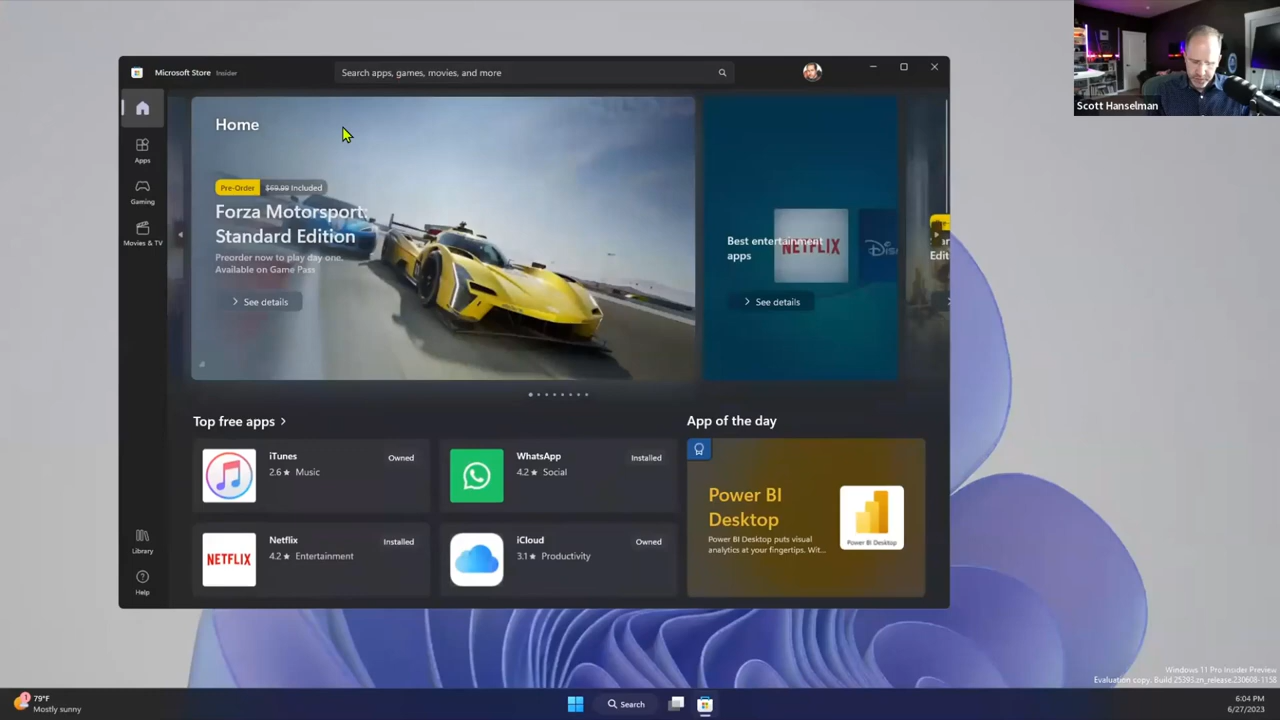 Microsoft Store Insider
Search apps, games, movies, and more
Scott Hanselman
Home
Apps
Gaming
Movies & TV
Library
Help
Home
Pre-Order $69.99 Included
Forza Motorsport:
Standard Edition
Preorder now to play day one.
Available on Game Pass
See details
Best entertainment
apps
NETFLIX
See details
Top free apps
iTunes
2.6★ Music
Owned
WhatsApp
4.2★ Social
Installed
NETFLIX
Netflix
4.2★ Entertainment
Installed
iCloud
3.1★ Productivity
Owned
App of the day
Power BI
Desktop
Power BI Desktop puts visual
analytics at your fingertips. Wit...
Power BI Desktop
Windows 11 Pro Insider Preview
Evaluation copy. Build 25393.zn_release.230608-1158
1
79°F
Mostly sunny
Search
6:04 PM
6/27/2023